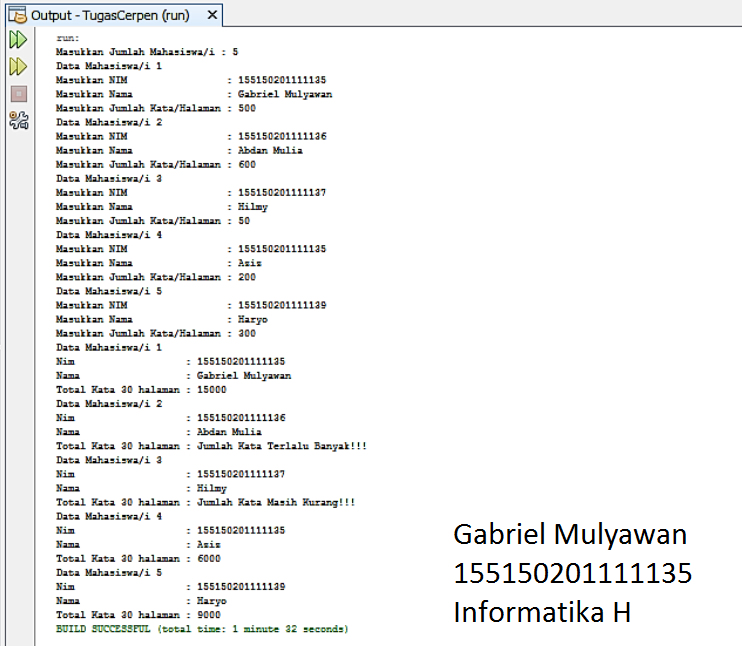 Output - TugasCerpen (run)
run:
Masukkan Jumlah Mahasiswa/i : 5
Data Mahasiswa/i 1
Masukkan NIM : 155150201111135
Masukkan Nama : Gabriel Mulyawan
Masukkan Jumlah Kata/Halaman : 500
Data Mahasiswa/i 2
Masukkan NIM : 155150201111136
Masukkan Nama : Abdan Mulia
Masukkan Jumlah Kata/Halaman : 600
Data Mahasiswa/i 3
Masukkan NIM : 155150201111137
Masukkan Nama : Hilmy
Masukkan Jumlah Kata/Halaman : 50
Data Mahasiswa/i 4
Masukkan NIM : 155150201111135
Masukkan Nama : Azis
Masukkan Jumlah Kata/Halaman : 200
Data Mahasiswa/i 5
Masukkan NIM : 155150201111139
Masukkan Nama : Haryo
Masukkan Jumlah Kata/Halaman : 300
Data Mahasiswa/i 1
Nim : 155150201111135
Nama : Gabriel Mulyawan
Total Kata 30 halaman : 15000
Data Mahasiswa/i 2
Nim : 155150201111136
Nama : Abdan Mulia
Total Kata 30 halaman : Jumlah Kata Terlalu Banyak!!!
Data Mahasiswa/i 3
Nim : 155150201111137
Nama : Hilmy
Total Kata 30 halaman : Jumlah Kata Masih Kurang!!!
Data Mahasiswa/i 4
Nim : 155150201111135
Nama : Azis
Total Kata 30 halaman : 6000
Data Mahasiswa/i 5
Nim : 155150201111139
Nama : Haryo
Total Kata 30 halaman : 9000
BUILD SUCCESSFUL (total time: 1 minute 32 seconds)
Gabriel Mulyawan
155150201111135
Informatika H